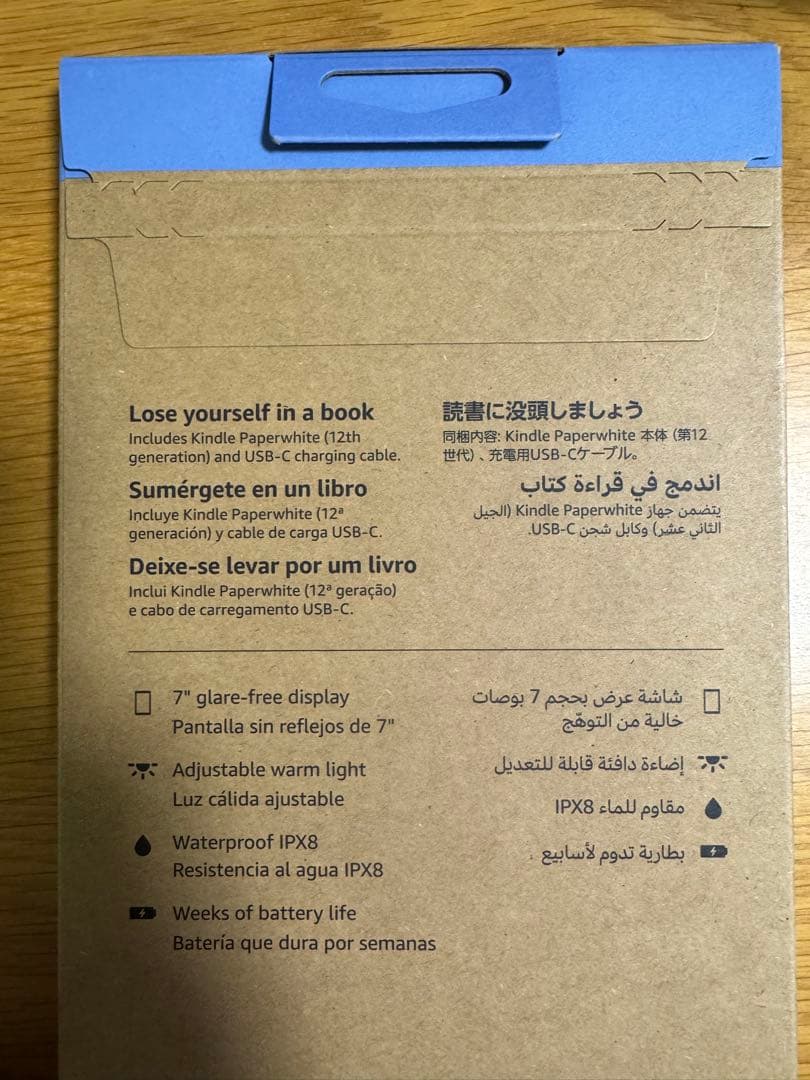 Lose yourself in a book
Includes Kindle Paperwhite (12th
generation) and USB-C charging cable.
Sumérgete en un libro
Incluye Kindle Paperwhite (12ª
generación) y cable de carga USB-C.
Deixe-se levar por um livro
Inclui Kindle Paperwhite (12ª geração)
e cabo de carregamento USB-C.
読書に没頭しましょう
同梱内容: Kindle Paperwhite 本体 (第12
世代) 、充電用USB-Cケーブル。
اندمج في قراءة كتاب
يتضمن جهاز Kindle Paperwhite (الجيل
الثاني عشر) وكابل شحن USB-C.
7" glare-free display
Pantalla sin reflejos de 7"
Adjustable warm light
Luz cálida ajustable
Waterproof IPX8
Resistencia al agua IPX8
Weeks of battery life
Batería que dura por semanas
شاشة عرض بحجم 7 بوصات
خالية من التوهّج
إضاءة دافئة قابلة للتعديل
مقاوم للماء IPX8
بطارية تدوم لأسابيع